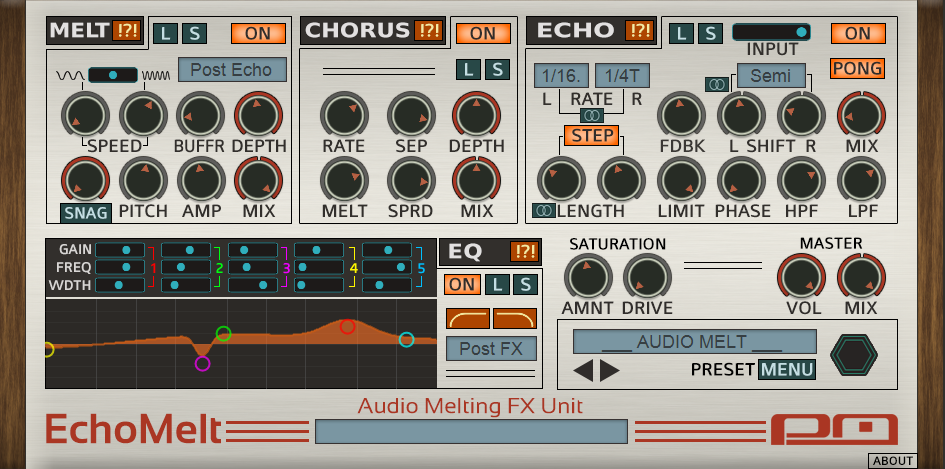 MELT !?! L S ON
Post Echo
SPEED BUFFR DEPTH
SNAG PITCH AMP MIX
CHORUS !?! ON
L S
RATE SEP DEPTH
MELT SPRD MIX
ECHO !?! L S INPUT ON
1/16. 1/4T Semi PONG
L RATE R
STEP FDBK L SHIFT R MIX
LENGTH LIMIT PHASE HPF LPF
GAIN
FREQ 1 2 3 4 5
WDTH
EQ !?!
ON L S
Post FX
SATURATION
AMNT DRIVE
MASTER
VOL MIX
___ AUDIO MELT ___
PRESET MENU
Audio Melting FX Unit
EchoMelt
PM
ABOUT